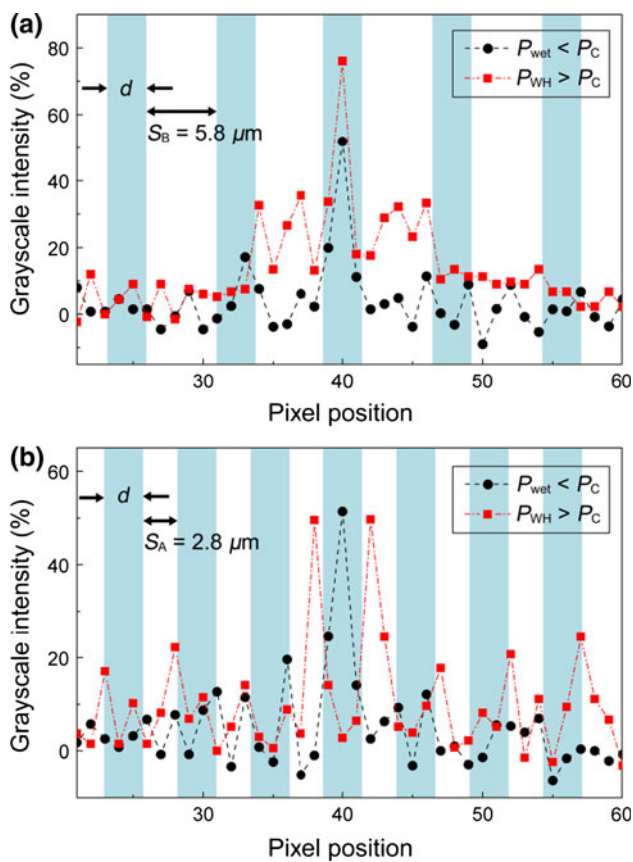 (a)
80
60
40
20
0
Grayscale intensity (%)
d
S_B = 5.8 μm
P_wet < P_C
P_WH > P_C
30
40
50
60
Pixel position
(b)
60
40
20
0
Grayscale intensity (%)
d
S_A = 2.8 μm
P_wet < P_C
P_WH > P_C
30
40
50
60
Pixel position